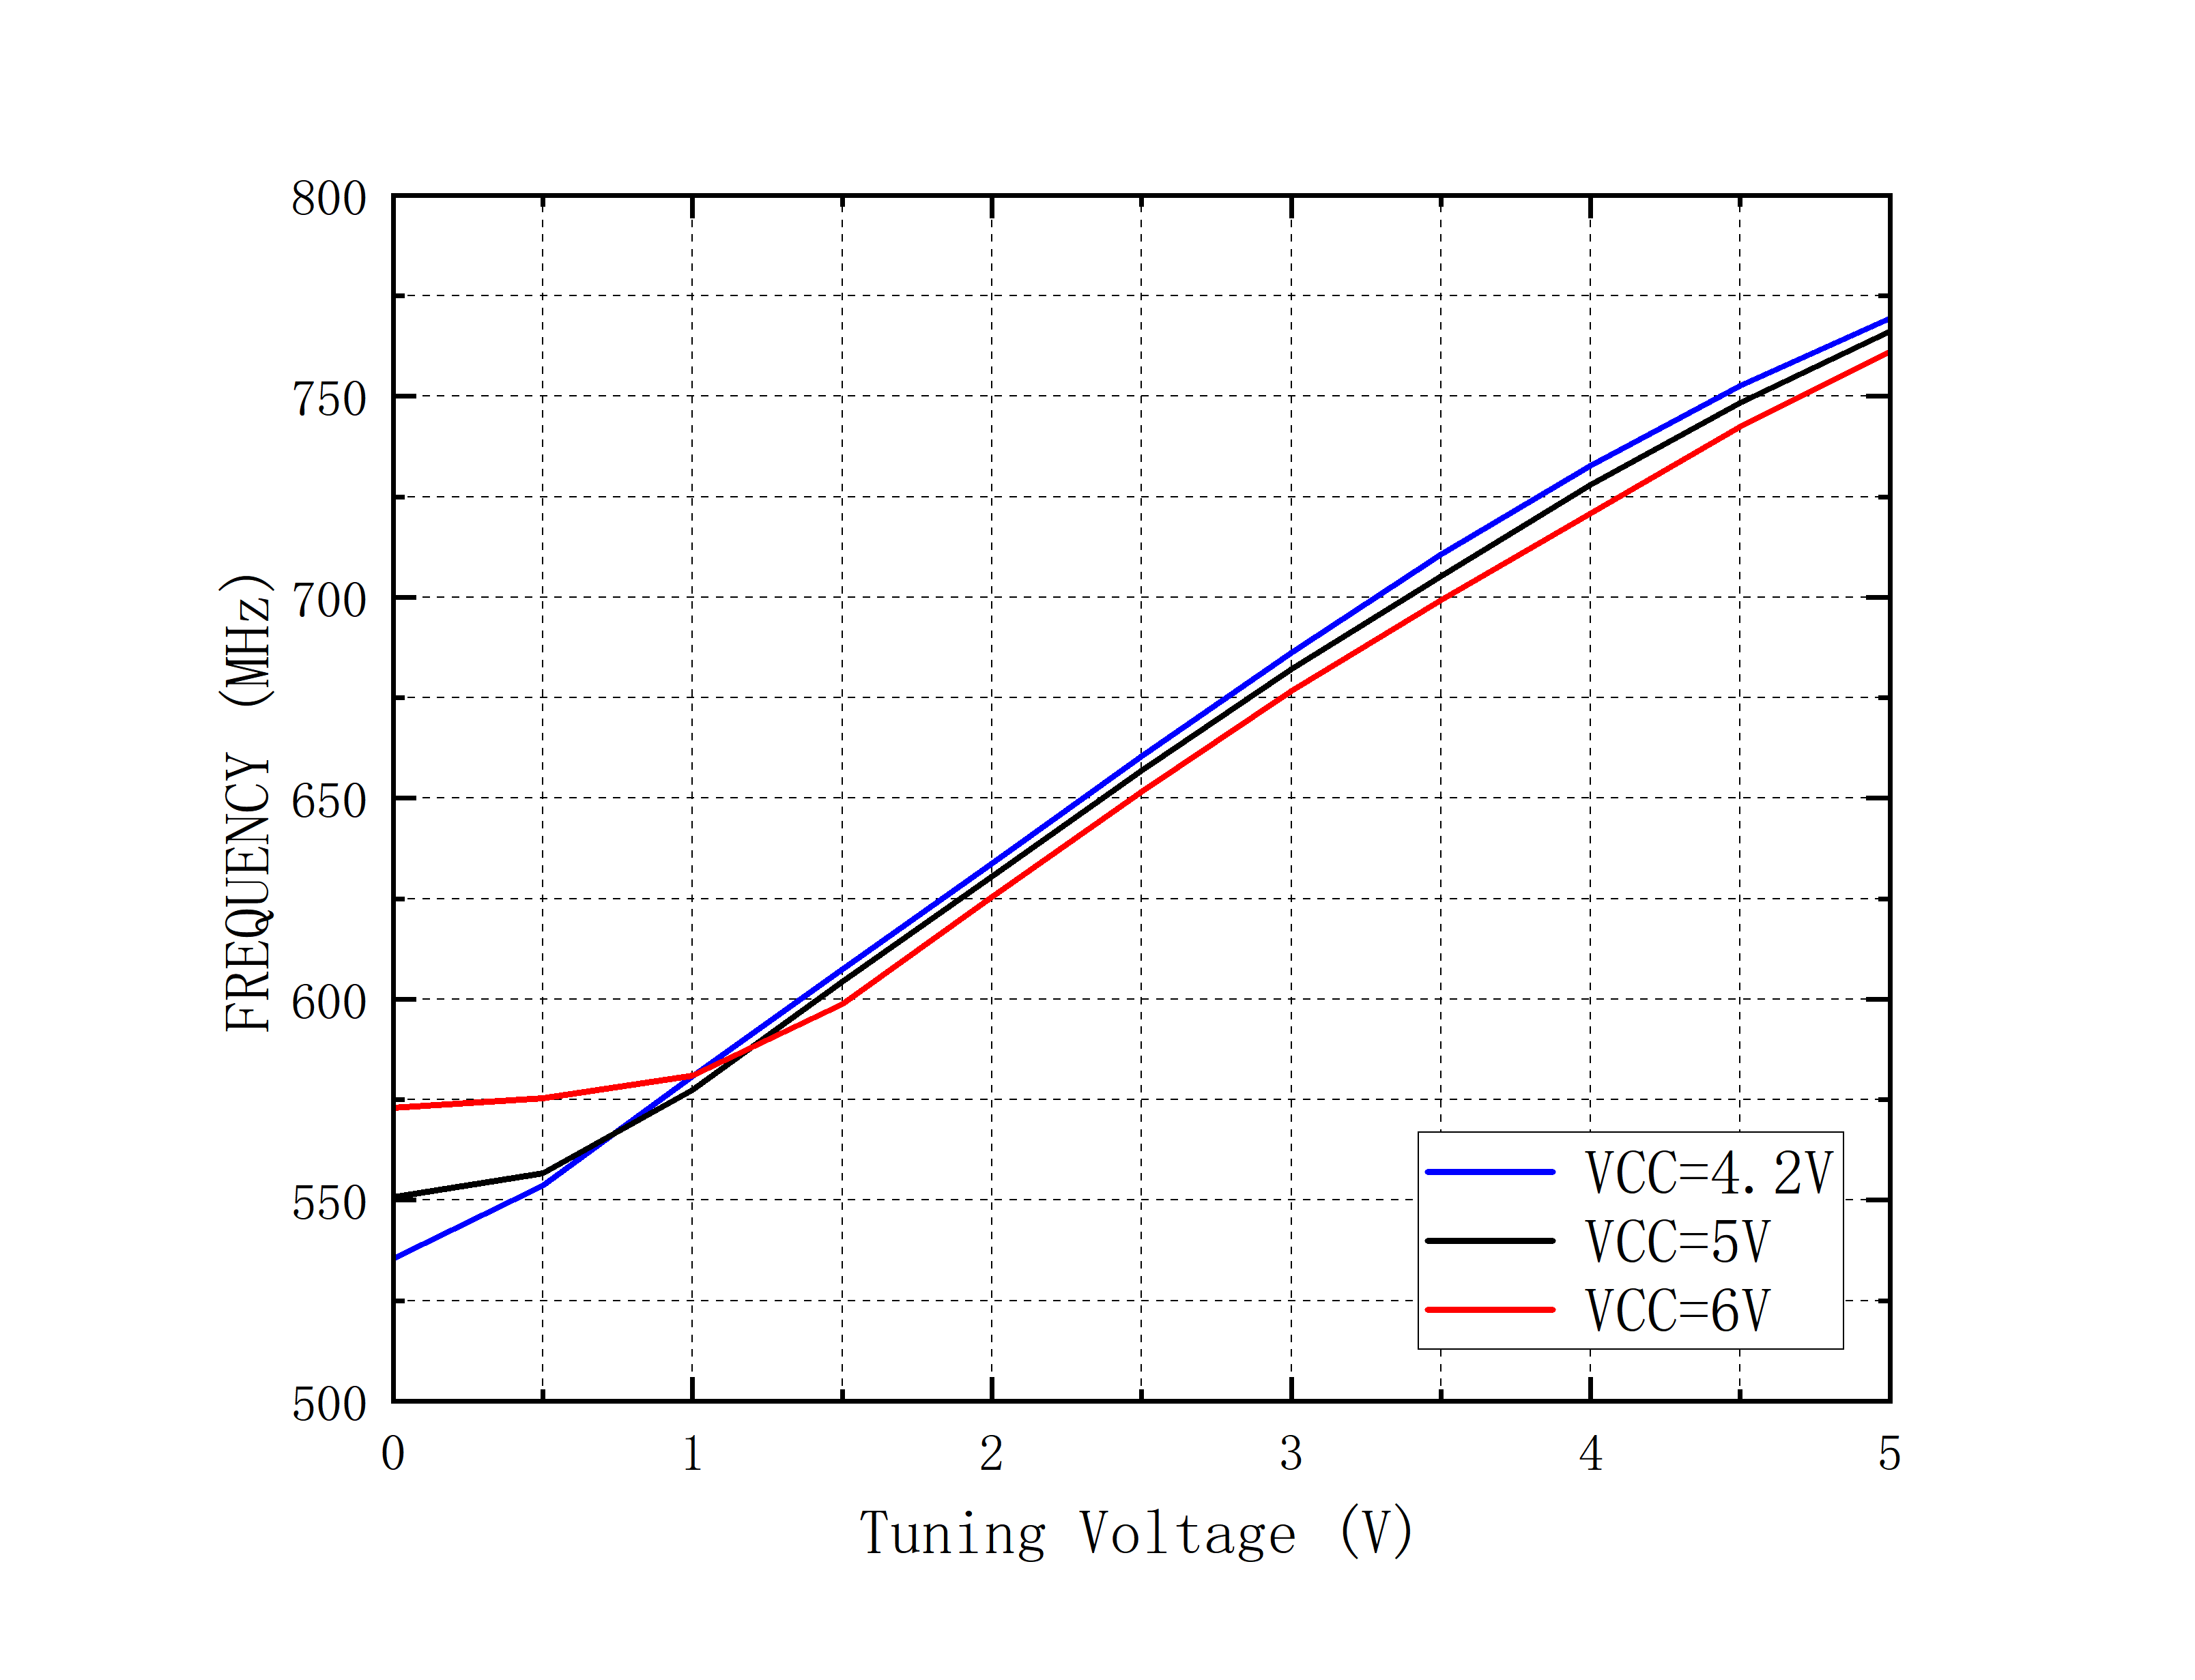 800
750
700
650
600
550
500
FREQUENCY (MHz)
VCC=4.2V
VCC=5V
VCC=6V
0 1 2 3 4 5
Tuning Voltage (V)